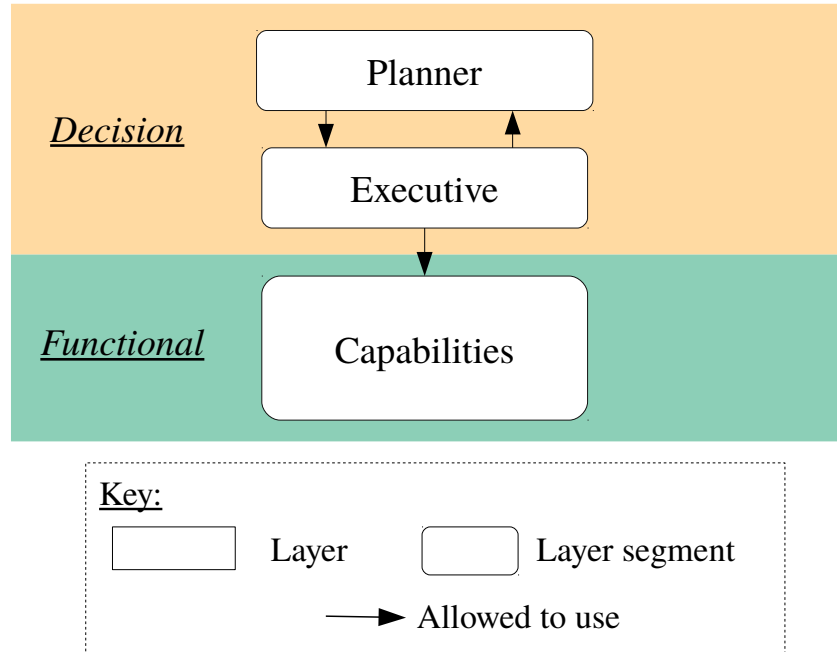 Planner
Decision
Executive
Capabilities
Functional
Key:
Layer
Layer segment
Allowed to use